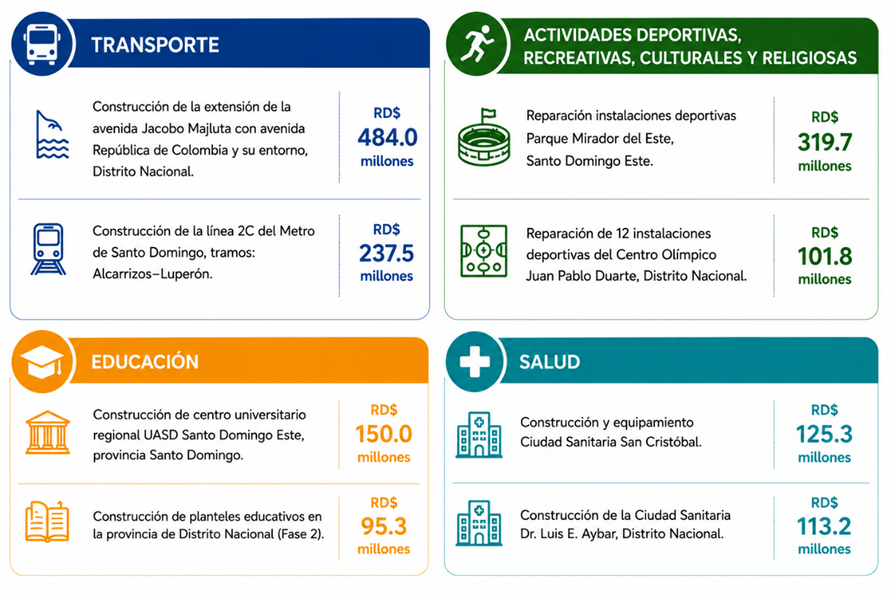 TRANSPORTE
Construcción de la extensión de la
avenida Jacobo Majluta con avenida
República de Colombia y su entorno,
Distrito Nacional.
RD$
484.0
millones
Construcción de la línea 2C del Metro
de Santo Domingo, tramos:
Alcarrizos–Luperón.
RD$
237.5
millones
ACTIVIDADES DEPORTIVAS,
RECREATIVAS, CULTURALES Y RELIGIOSAS
Reparación instalaciones deportivas
Parque Mirador del Este,
Santo Domingo Este.
RD$
319.7
millones
Reparación de 12 instalaciones
deportivas del Centro Olímpico
Juan Pablo Duarte, Distrito Nacional.
RD$
101.8
millones
EDUCACIÓN
Construcción de centro universitario
regional UASD Santo Domingo Este,
provincia Santo Domingo.
RD$
150.0
millones
Construcción de planteles educativos en
la provincia de Distrito Nacional (Fase 2).
RD$
95.3
millones
SALUD
Construcción y equipamiento
Ciudad Sanitaria San Cristóbal.
RD$
125.3
millones
Construcción de la Ciudad Sanitaria
Dr. Luis E. Aybar, Distrito Nacional.
RD$
113.2
millones